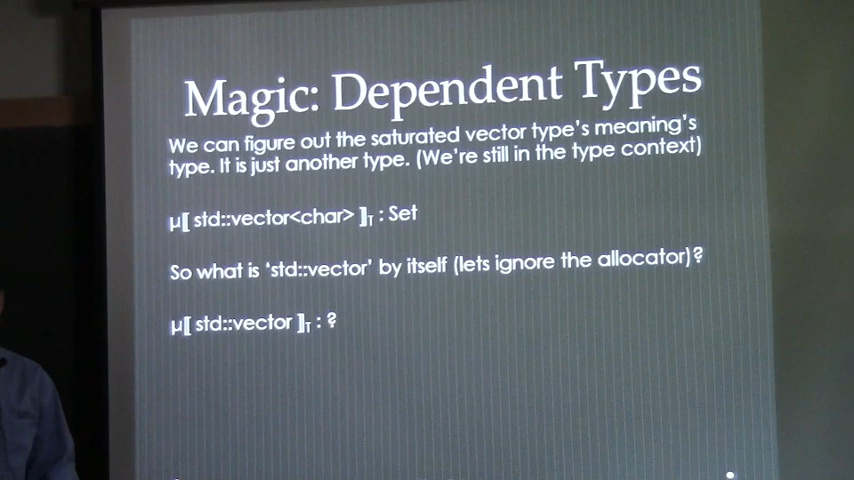 Magic: Dependent Types
We can figure out the saturated vector type's meaning's
type. It is just another type. (We're still in the type context)
μ⟦ std::vector<char> ⟧T : Set
So what is 'std::vector' by itself (lets ignore the allocator)?
μ⟦ std::vector ⟧T : ?